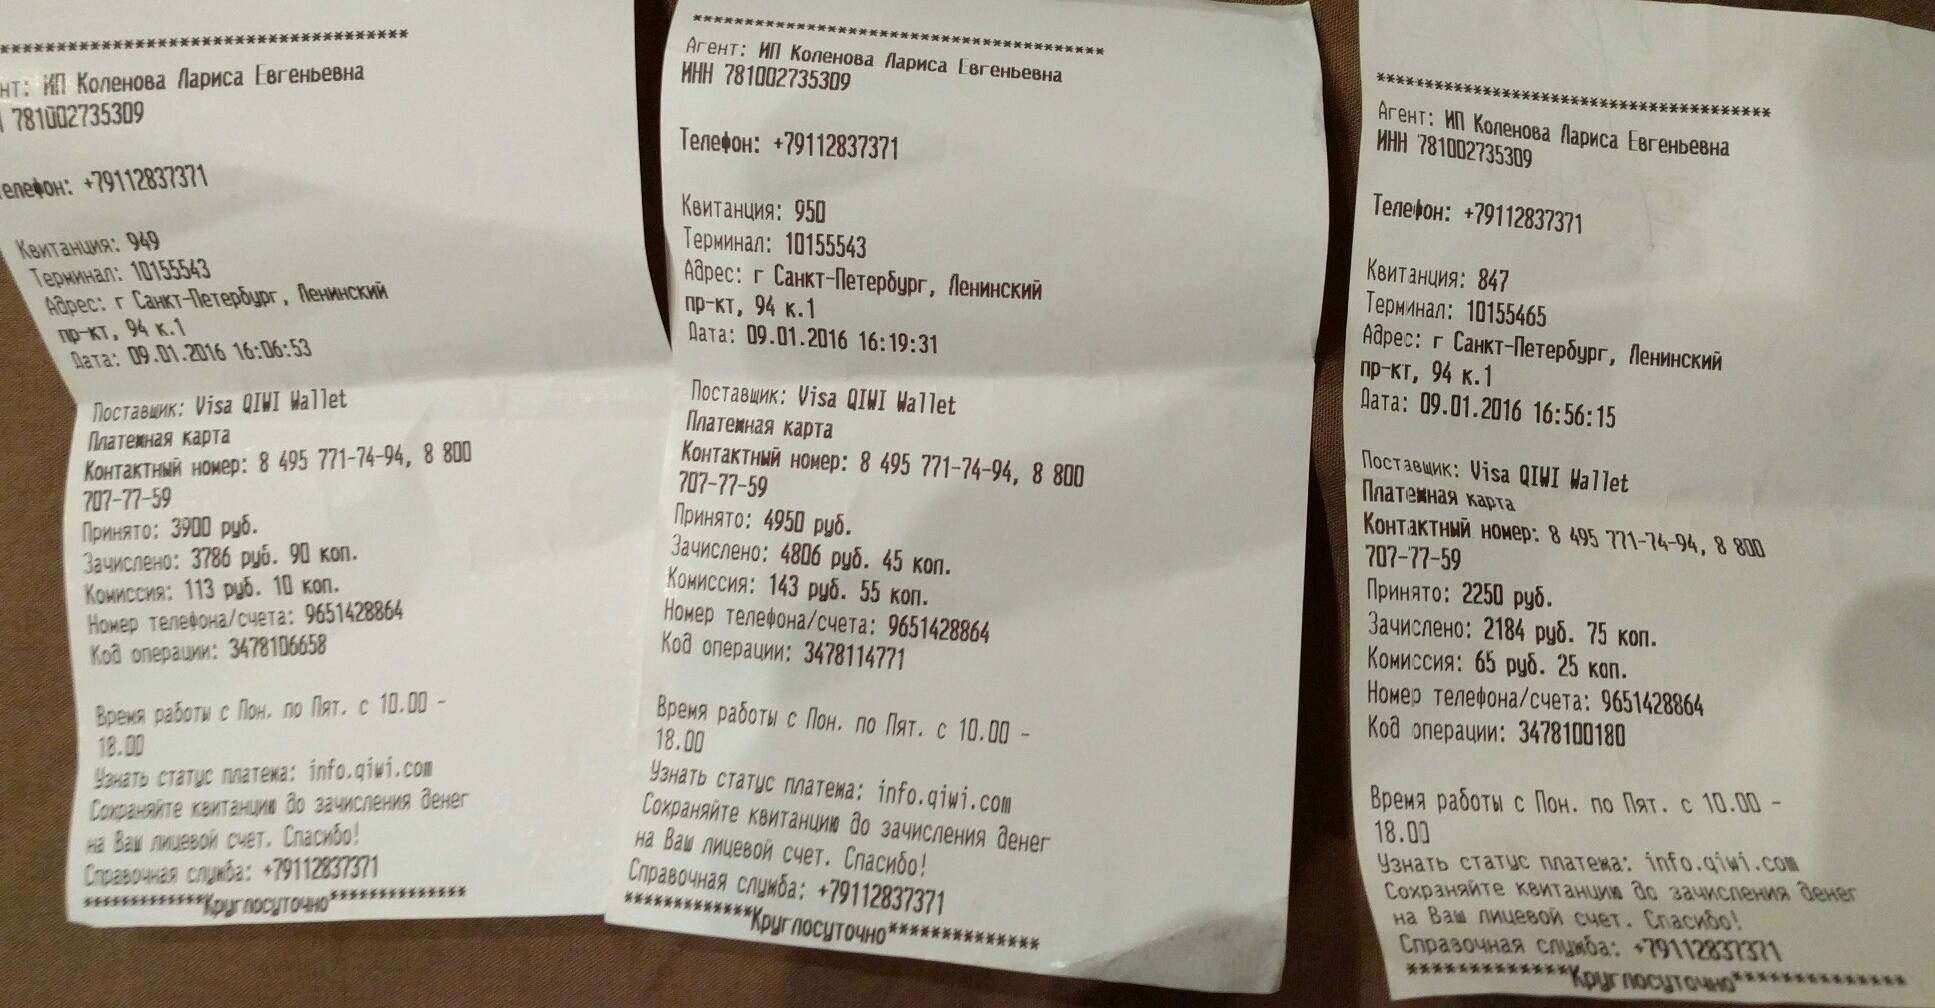 ************************************
нт: ИП Коленова Лариса Евгеньевна
781002735309
елефон: +79112837371
Квитанция: 949
Терминал: 10155543
Адрес: г Санкт-Петербург, Ленинский
пр-кт, 94 к.1
Дата: 09.01.2016 16:06:53
Поставщик: Visa QIWI Wallet
Платежная карта
Контактный номер: 8 495 771-74-94, 8 800
707-77-59
Принято: 3900 руб.
Зачислено: 3786 руб. 90 коп.
Комиссия: 113 руб. 10 коп.
Номер телефона/счета: 9651428864
Код операции: 3478106658
Время работы с Пон. по Пят. с 10.00 -
18.00
Узнать статус платежа: info.qiwi.com
Сохраняйте квитанцию до зачисления денег
на Ваш лицевой счет. Спасибо!
Справочная служба: +79112837371
*************Круглосуточно**************
****************************************
Агент: ИП Коленова Лариса Евгеньевна
ИНН 781002735309
Телефон: +79112837371
Квитанция: 950
Терминал: 10155543
Адрес: г Санкт-Петербург, Ленинский
пр-кт, 94 к.1
Дата: 09.01.2016 16:19:31
Поставщик: Visa QIWI Wallet
Платежная карта
Контактный номер: 8 495 771-74-94, 8 800
707-77-59
Принято: 4950 руб.
Зачислено: 4806 руб. 45 коп.
Комиссия: 143 руб. 55 коп.
Номер телефона/счета: 9651428864
Код операции: 3478114771
Время работы с Пон. по Пят. с 10.00 -
18.00
Узнать статус платежа: info.qiwi.com
Сохраняйте квитанцию до зачисления денег
на Ваш лицевой счет. Спасибо!
Справочная служба: +79112837371
*************Круглосуточно**************
****************************************
Агент: ИП Коленова Лариса Евгеньевна
ИНН 781002735309
Телефон: +79112837371
Квитанция: 847
Терминал: 10155465
Адрес: г Санкт-Петербург, Ленинский
пр-кт, 94 к.1
Дата: 09.01.2016 16:56:15
Поставщик: Visa QIWI Wallet
Платежная карта
Контактный номер: 8 495 771-74-94, 8 800
707-77-59
Принято: 2250 руб.
Зачислено: 2184 руб. 75 коп.
Комиссия: 65 руб. 25 коп.
Номер телефона/счета: 9651428864
Код операции: 3478100180
Время работы с Пон. по Пят. с 10.00 -
18.00
Узнать статус платежа: info.qiwi.com
Сохраняйте квитанцию до зачисления денег
на Ваш лицевой счет. Спасибо!
Справочная служба: +79112837371
*************Круглосуточно**************